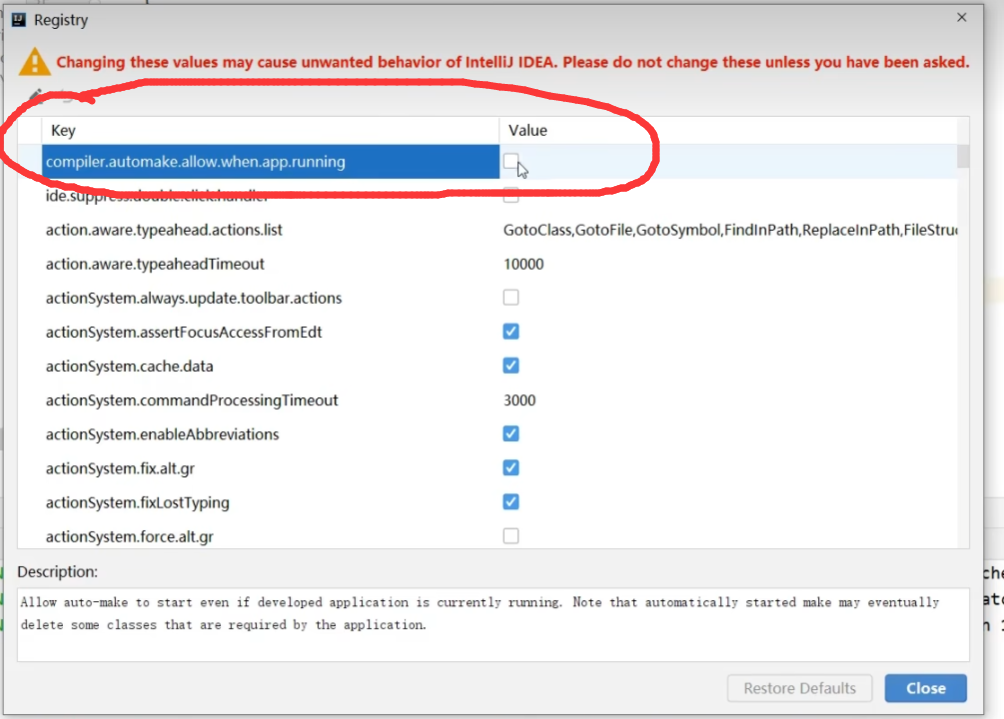 Registry
Changing these values may cause unwanted behavior of IntelliJ IDEA. Please do not change these unless you have been asked.
Key Value
compiler.automake.allow.when.app.running
ide.suppress.double.click.handler
action.aware.typeahead.actions.list GotoClass,GotoFile,GotoSymbol,FindInPath,ReplaceInPath,FileStru
action.aware.typeaheadTimeout 10000
actionSystem.always.update.toolbar.actions
actionSystem.assertFocusAccessFromEdt
actionSystem.cache.data
actionSystem.commandProcessingTimeout 3000
actionSystem.enableAbbreviations
actionSystem.fix.alt.gr
actionSystem.fixLostTyping
actionSystem.force.alt.gr
Description:
Allow auto-make to start even if developed application is currently running. Note that automatically started make may eventually
delete some classes that are required by the application.
Restore Defaults Close